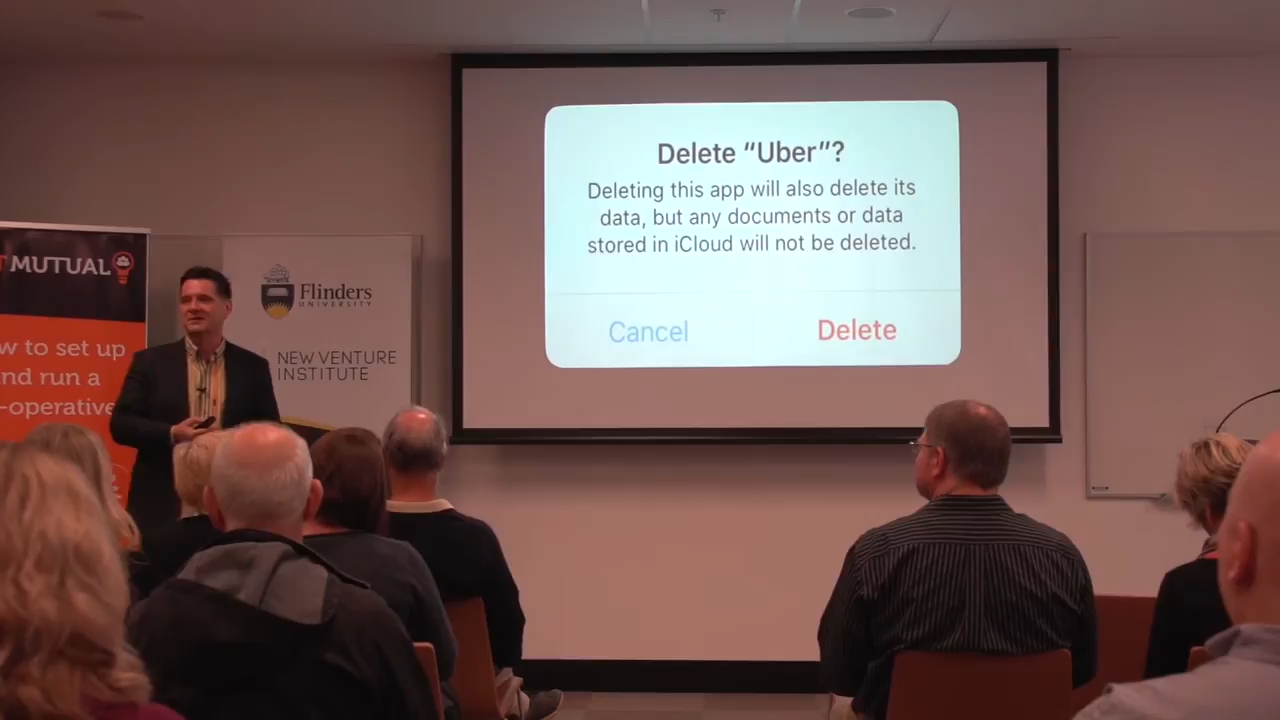 MUTUAL
w to set up
nd run a
-operative
Flinders
UNIVERSITY
NEW VENTURE
INSTITUTE
Delete “Uber”?
Deleting this app will also delete its
data, but any documents or data
stored in iCloud will not be deleted.
Cancel
Delete